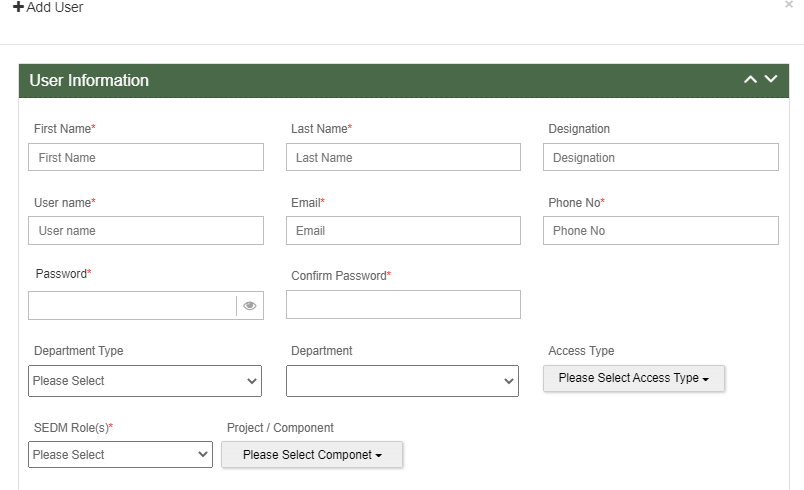 Add User
×
User Information
First Name* Last Name* Designation
First Name Last Name Designation
User name* Email* Phone No*
User name Email Phone No
Password* Confirm Password*
Department Type Department Access Type
Please Select Please Select Access Type
SEDM Role(s)* Project / Component
Please Select Please Select Componet